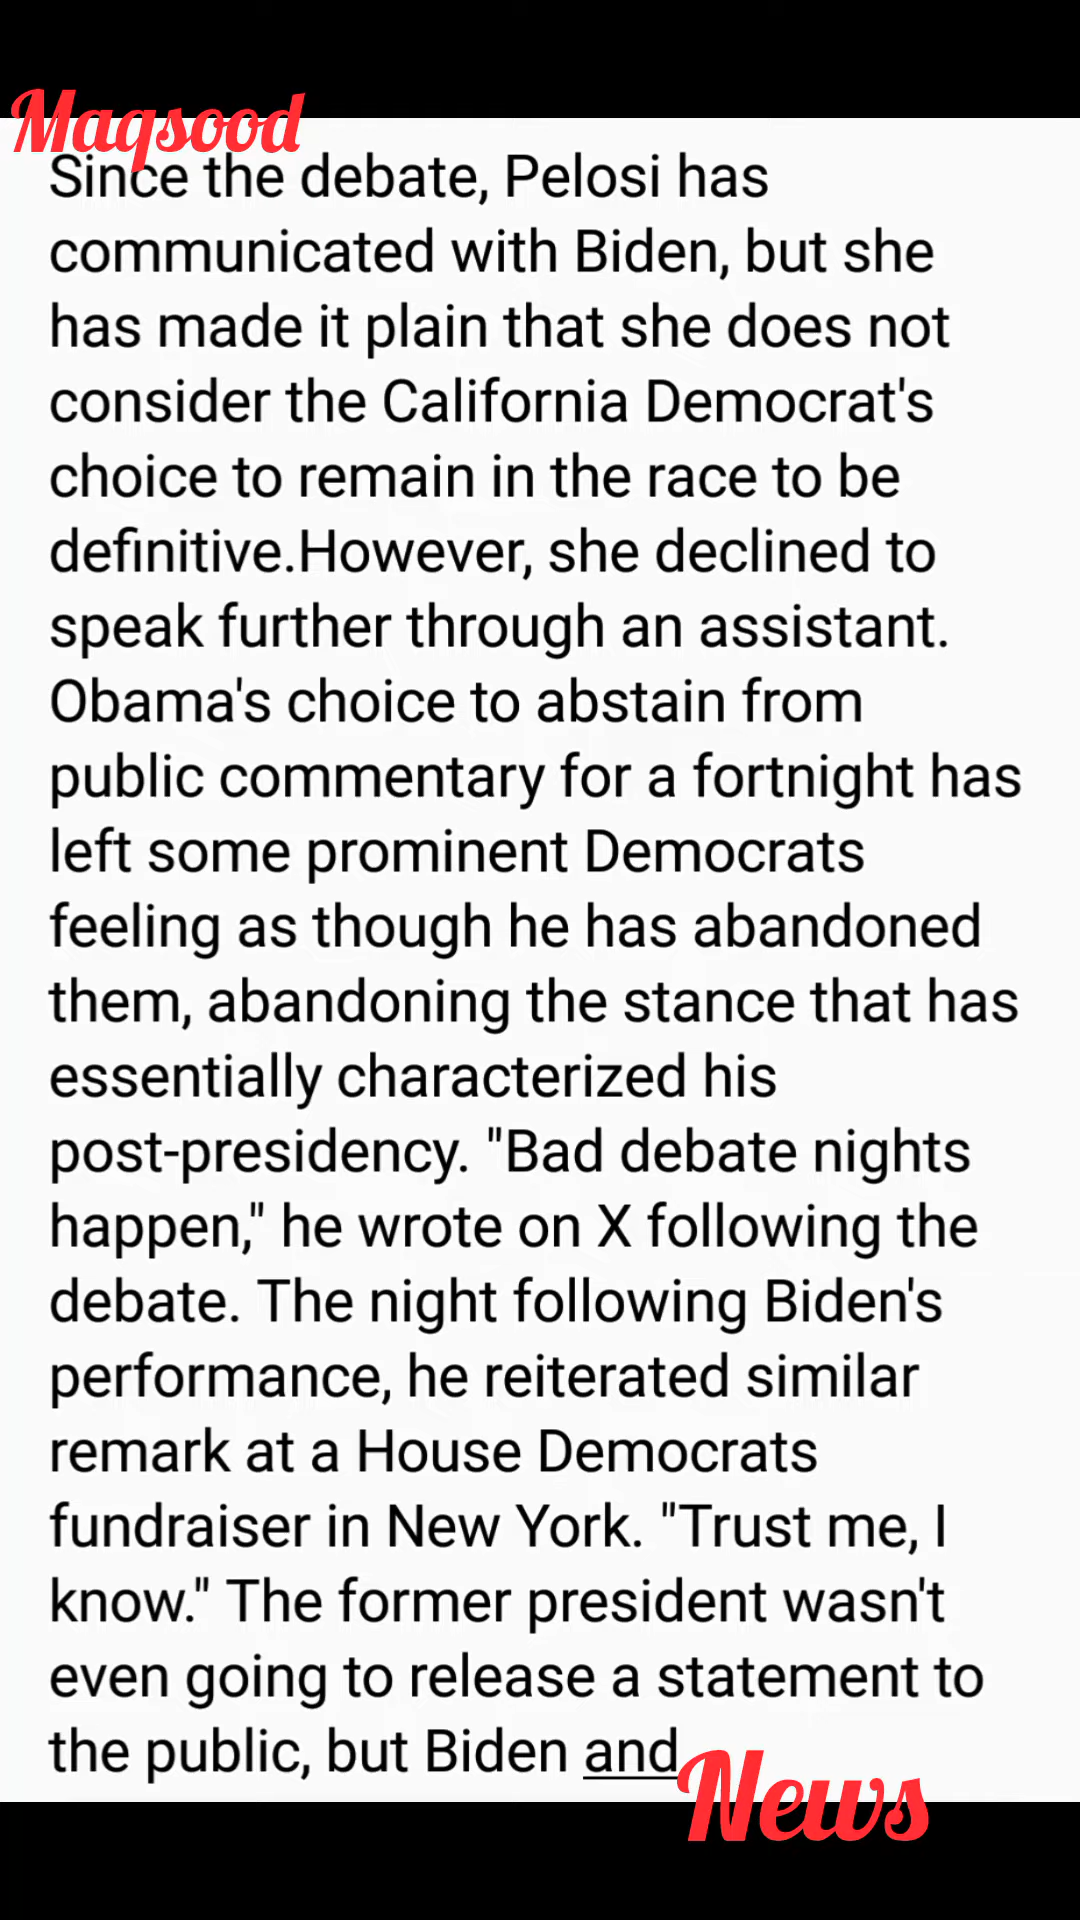 Maqsood
Since the debate, Pelosi has
communicated with Biden, but she
has made it plain that she does not
consider the California Democrat's
choice to remain in the race to be
definitive.However, she declined to
speak further through an assistant.
Obama's choice to abstain from
public commentary for a fortnight has
left some prominent Democrats
feeling as though he has abandoned
them, abandoning the stance that has
essentially characterized his
post-presidency. "Bad debate nights
happen," he wrote on X following the
debate. The night following Biden's
performance, he reiterated similar
remark at a House Democrats
fundraiser in New York. "Trust me, I
know." The former president wasn't
even going to release a statement to
the public, but Biden and
News